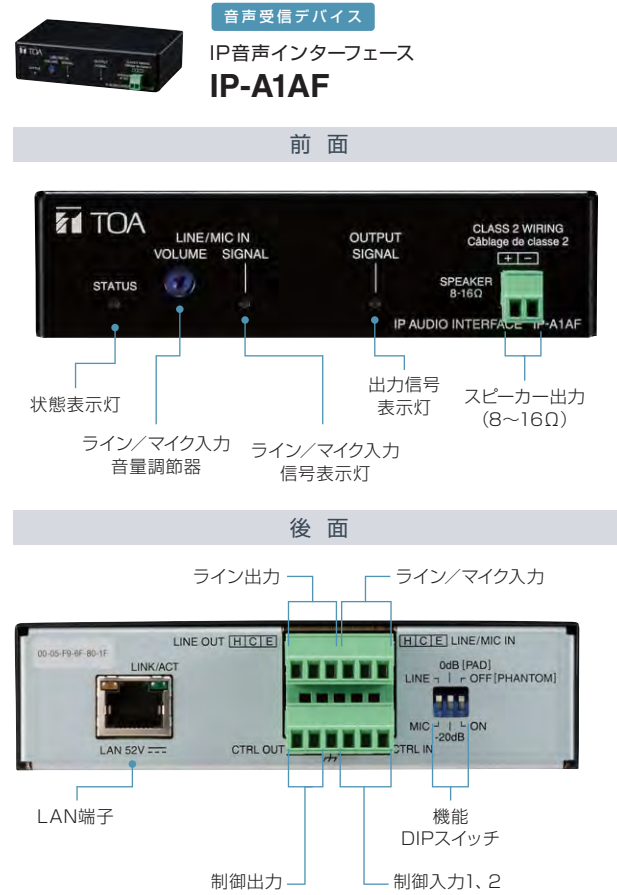 音声受信デバイス
IP音声インターフェース
IP-A1AF
前 面
TOA
LINE/MIC IN
VOLUME SIGNAL
OUTPUT
SIGNAL
CLASS 2 WIRING
Câblage de classe 2
+ −
STATUS
SPEAKER
8-16Ω
IP AUDIO INTERFACE IP-A1AF
状態表示灯
ライン／マイク入力
音量調節器
ライン／マイク入力
信号表示灯
出力信号
表示灯
スピーカー出力
（8〜16Ω）
後 面
ライン出力
ライン／マイク入力
00-05-F9-6F-80-1F
LINE OUT H C E
H C E LINE/MIC IN
LINK/ACT
0dB [PAD]
LINE OFF [PHANTOM]
MIC ON
-20dB
LAN 52V
CTRL OUT
CTRL IN
LAN端子
機能
DIPスイッチ
制御出力
制御入力1、2